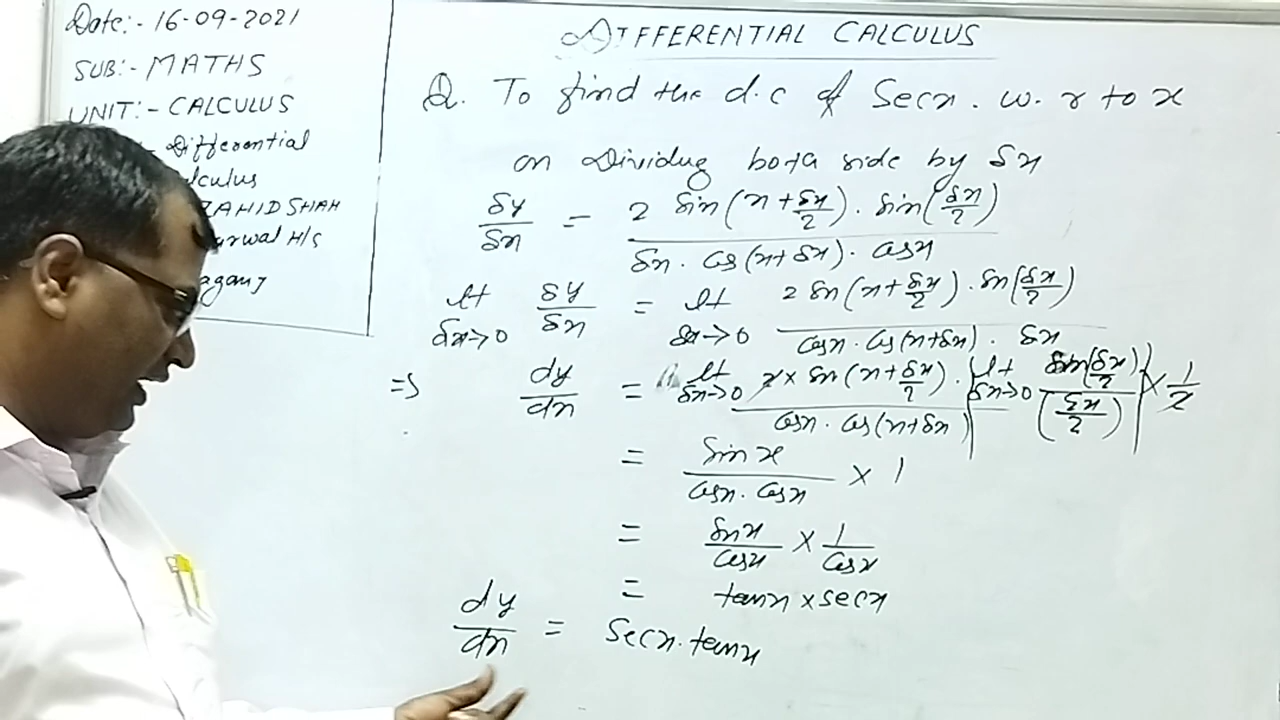 Date:- 16-09-2021
SUB:- MATHS
UNIT:- CALCULUS
Differential
lculus
ZAHID SHAH
H/S
DIFFERENTIAL CALCULUS
Q. To find the d.c of Secx. w.r to x
on Dividing both side by δx
δy/δx = 2 sin(x+δx/2). sin(δx/2) / δx. cos(x+δx). cosx
lt δx→0 δy/δx = lt δx→0 2 sin(x+δx/2). sin(δx/2) / cosx. cos(x+δx). δx
=> dy/dx = lt δx→0 2× sin(x+δx/2). / cosx. cos(x+δx) | lt δx→0 sin(δx/2) / (δx/2) | × 1/2
= sinx / cosx. cosx × 1
= sinx/cosx × 1/cosx
= tanx × secx
dy/dx = Secx. tanx